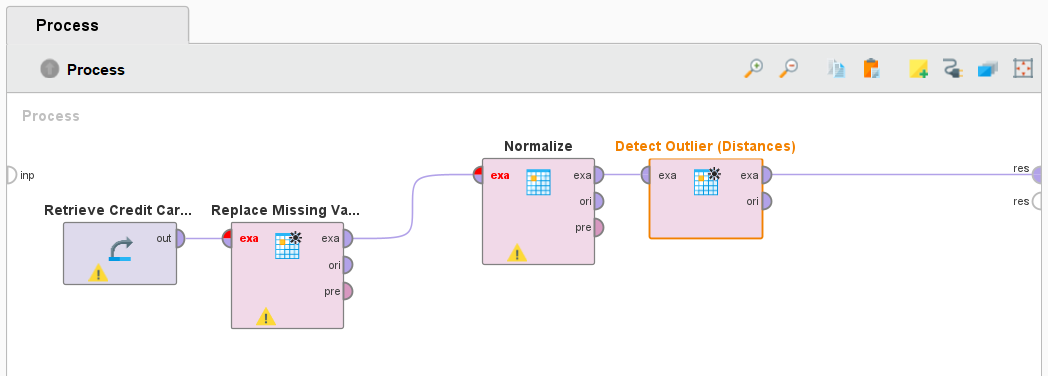 Process
Process
Process
inp
Retrieve Credit Car...
out
Replace Missing Va...
exa
exa
ori
pre
Normalize
exa
exa
ori
pre
Detect Outlier (Distances)
exa
exa
ori
res
res